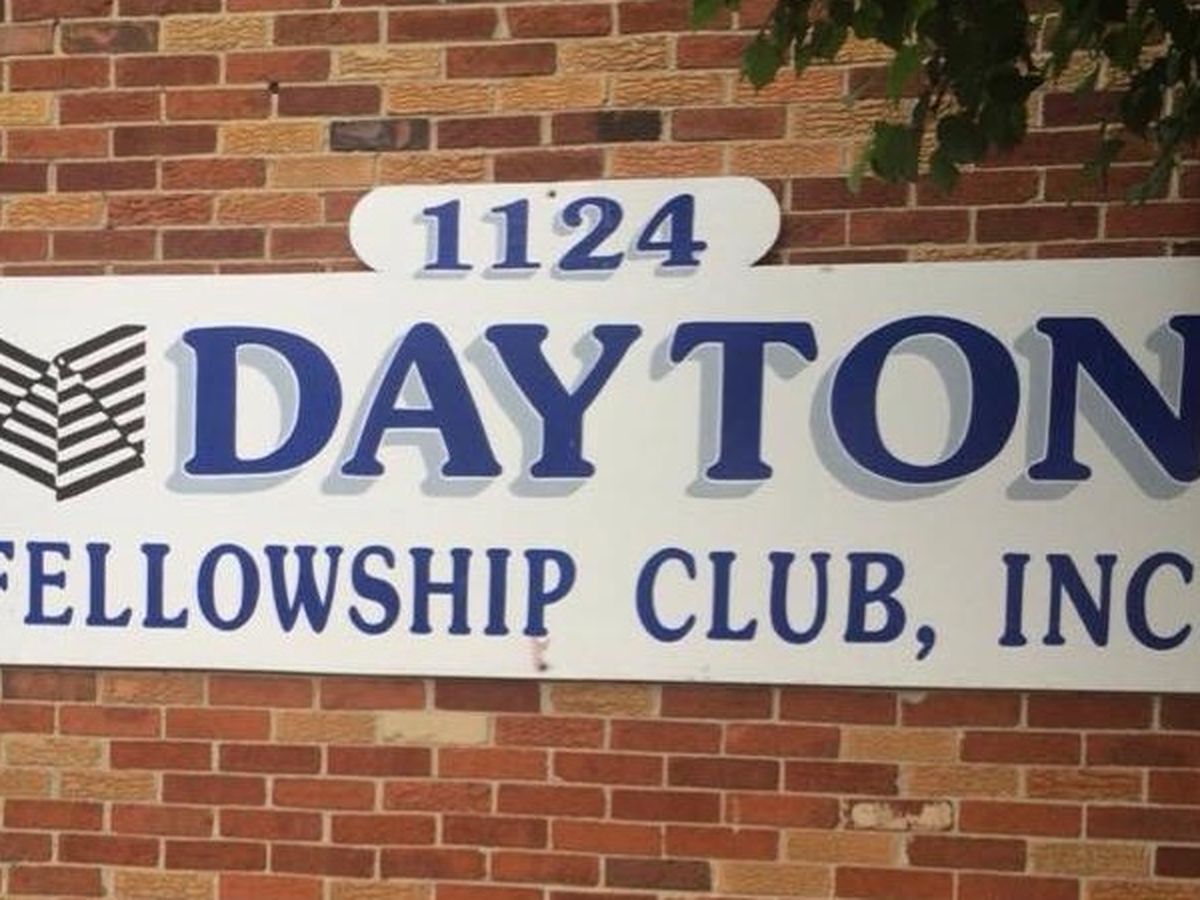 1124
DAYTON
FELLOWSHIP CLUB, INC